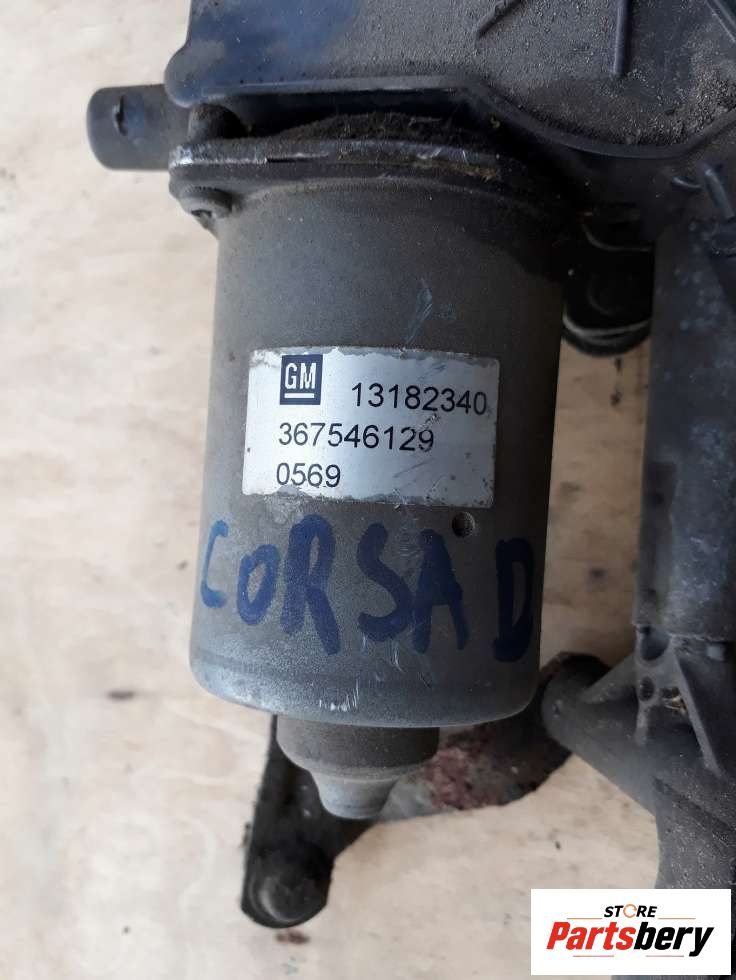 GM 13182340
367546129
0569
CORSA D
STORE
Partsbery